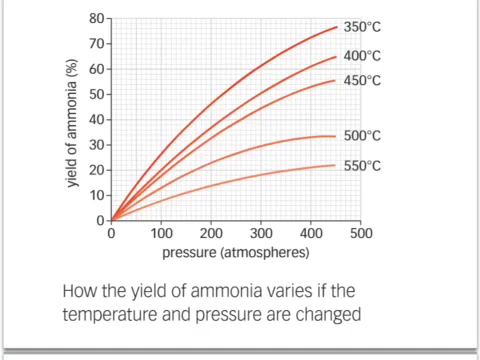 80
70
60
50
40
30
20
10
0
yield of ammonia (%)
350°C
400°C
450°C
500°C
550°C
0 100 200 300 400 500
pressure (atmospheres)
How the yield of ammonia varies if the
temperature and pressure are changed